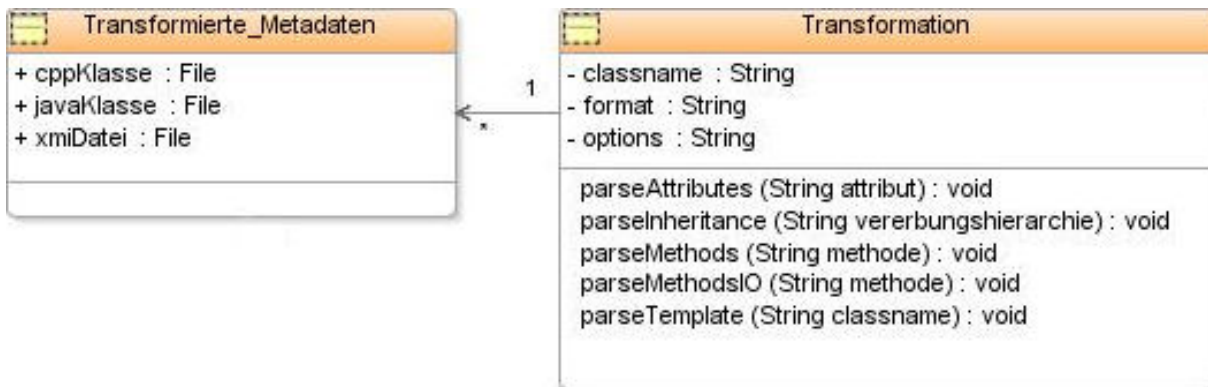 Transformierte_Metadaten
+ cppKlasse : File
+ javaKlasse : File
+ xmiDatei : File
1
*
Transformation
- classname : String
- format : String
- options : String
parseAttributes (String attribut) : void
parseInheritance (String vererbungshierarchie) : void
parseMethods (String methode) : void
parseMethodsIO (String methode) : void
parseTemplate (String classname) : void